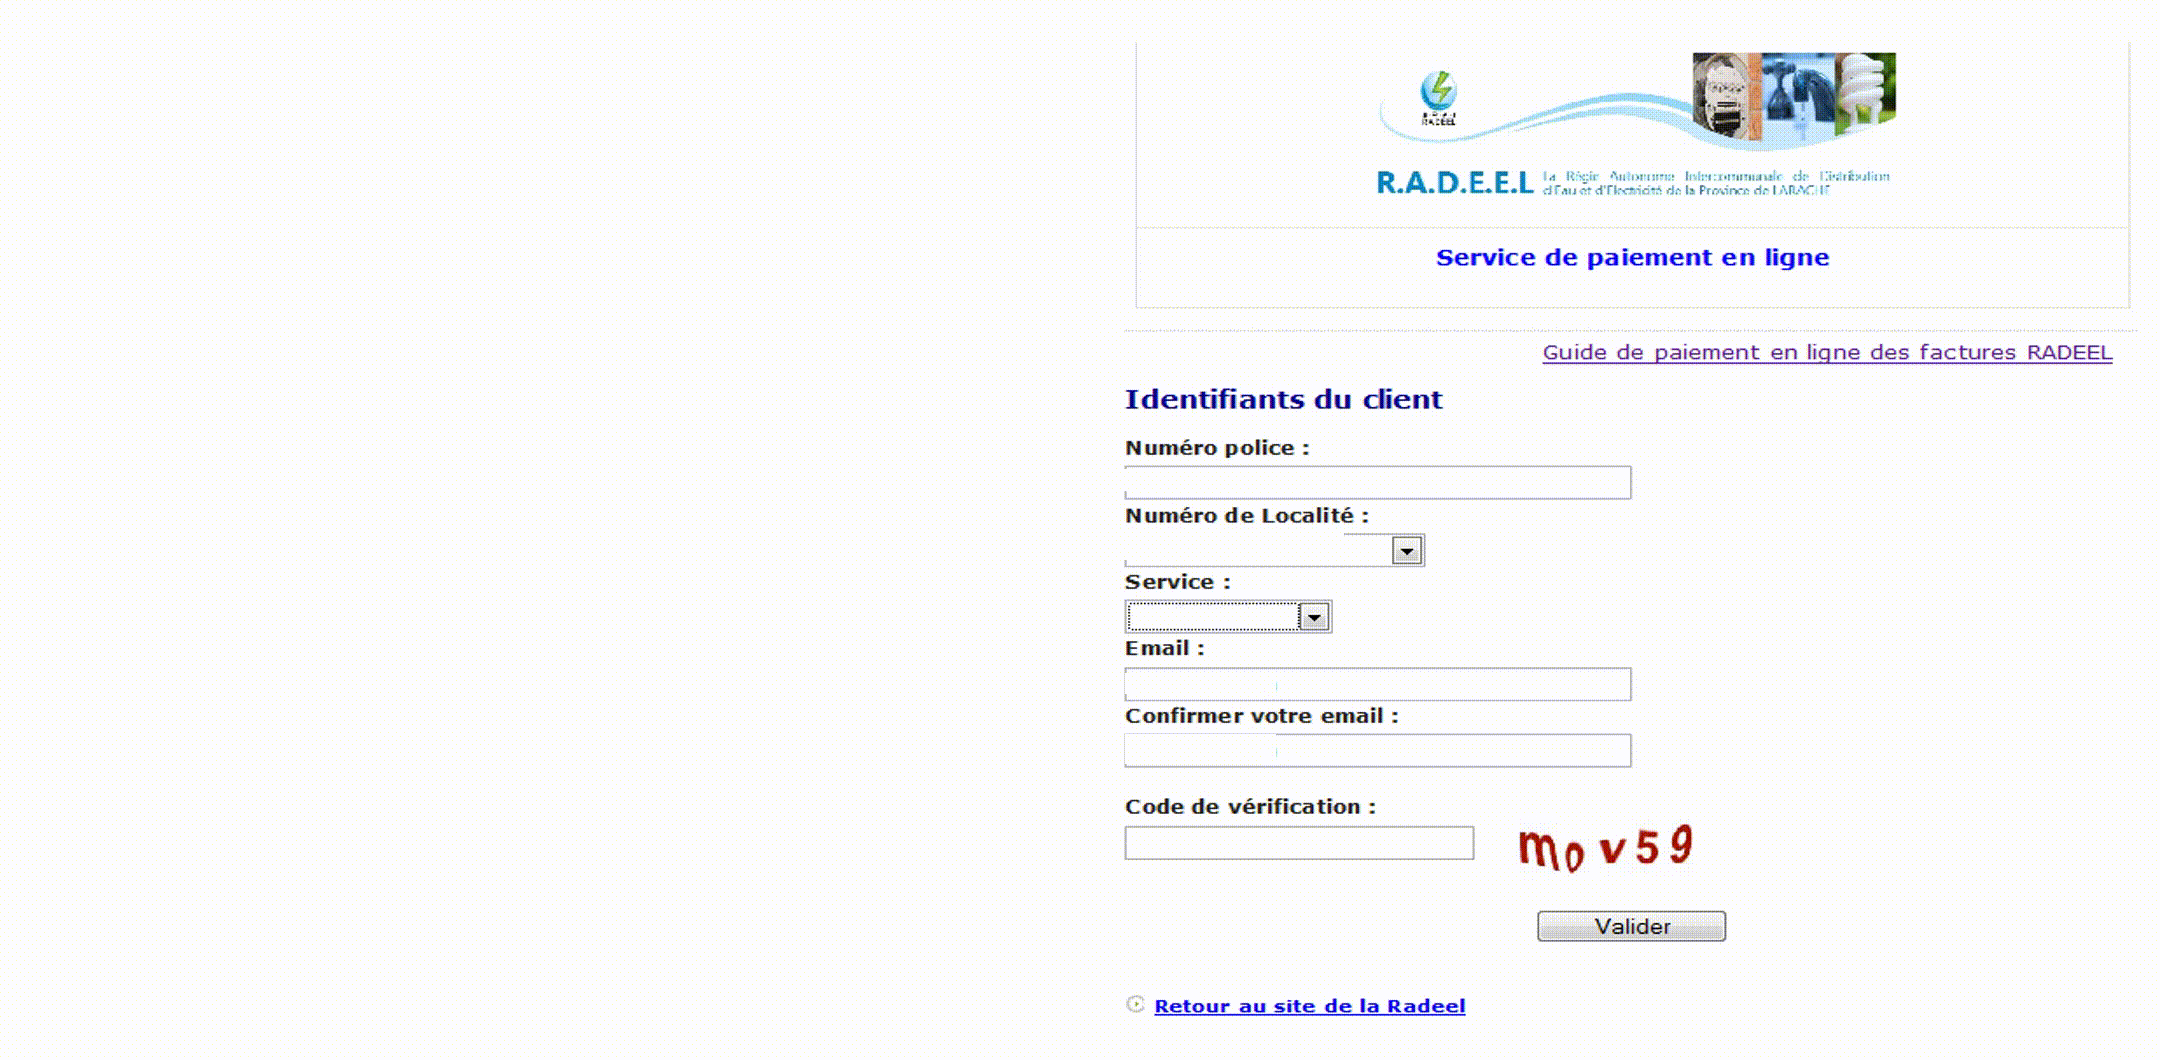 RADEEL
R.A.D.E.E.L La Régie Autonome Intercommunale de Distribution
d'Eau et d'Electricité de la Province de LARACHE
Service de paiement en ligne
Guide de paiement en ligne des factures RADEEL
Identifiants du client
Numéro police :
Numéro de Localité :
Service :
Email :
Confirmer votre email :
Code de vérification :
mov59
Valider
Retour au site de la Radeel